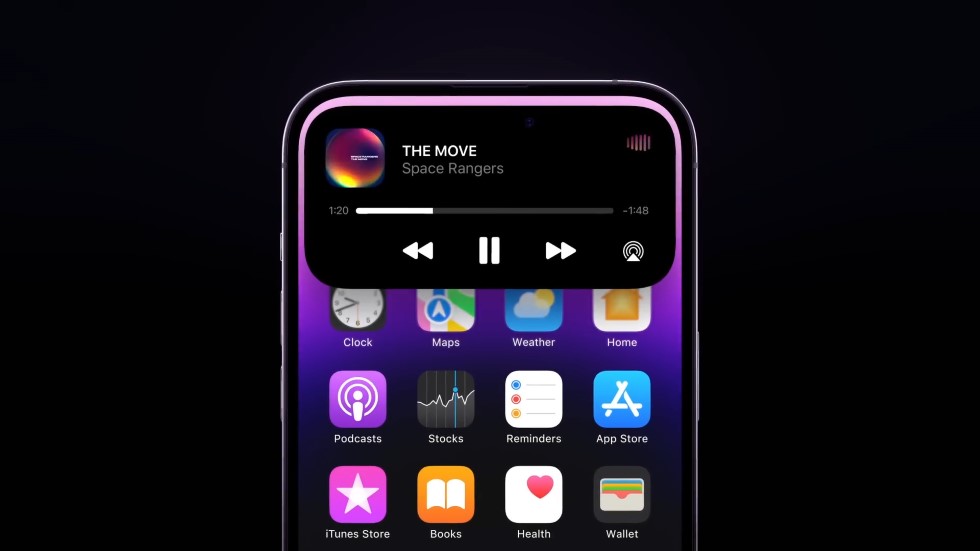 THE MOVE
Space Rangers
1:20 -1:48
Clock Maps Weather Home
Podcasts Stocks Reminders App Store
iTunes Store Books Health Wallet